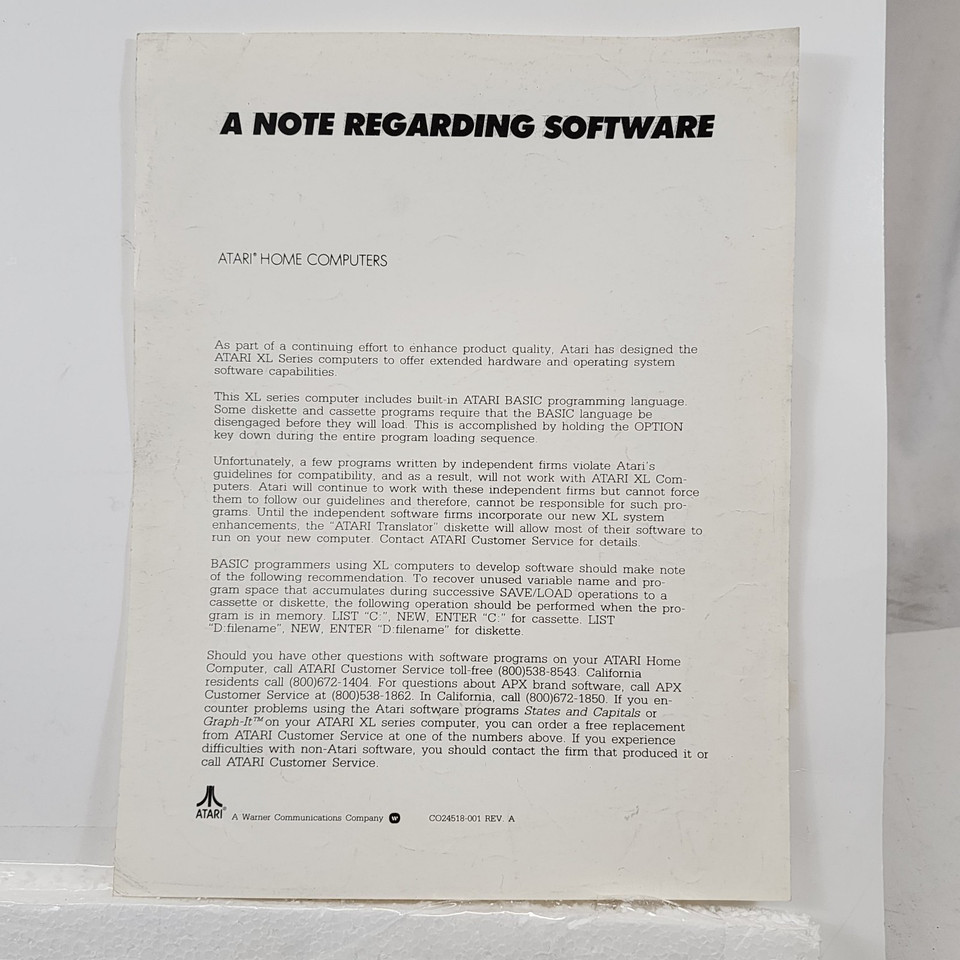 A NOTE REGARDING SOFTWARE
ATARI® HOME COMPUTERS
As part of a continuing effort to enhance product quality, Atari has designed the
ATARI XL Series computers to offer extended hardware and operating system
software capabilities.
This XL series computer includes built-in ATARI BASIC programming language.
Some diskette and cassette programs require that the BASIC language be
disengaged before they will load. This is accomplished by holding the OPTION
key down during the entire program loading sequence.
Unfortunately, a few programs written by independent firms violate Atari's
guidelines for compatibility, and as a result, will not work with ATARI XL Com-
puters. Atari will continue to work with these independent firms but cannot force
them to follow our guidelines and therefore, cannot be responsible for such pro-
grams. Until the independent software firms incorporate our new XL system
enhancements, the "ATARI Translator" diskette will allow most of their software to
run on your new computer. Contact ATARI Customer Service for details.
BASIC programmers using XL computers to develop software should make note
of the following recommendation. To recover unused variable name and pro-
gram space that accumulates during successive SAVE/LOAD operations to a
cassette or diskette, the following operation should be performed when the pro-
gram is in memory. LIST "C:", NEW, ENTER "C:" for cassette. LIST
"D:filename", NEW, ENTER "D:filename" for diskette.
Should you have other questions with software programs on your ATARI Home
Computer, call ATARI Customer Service toll-free (800)538-8543. California
residents call (800)672-1404. For questions about APX brand software, call APX
Customer Service at (800)538-1862. In California, call (800)672-1850. If you en-
counter problems using the Atari software programs States and Capitals or
Graph-It™ on your ATARI XL series computer, you can order a free replacement
from ATARI Customer Service at one of the numbers above. If you experience
difficulties with non-Atari software, you should contact the firm that produced it or
call ATARI Customer Service.
ATARI® A Warner Communications Company W CO24518-001 REV. A